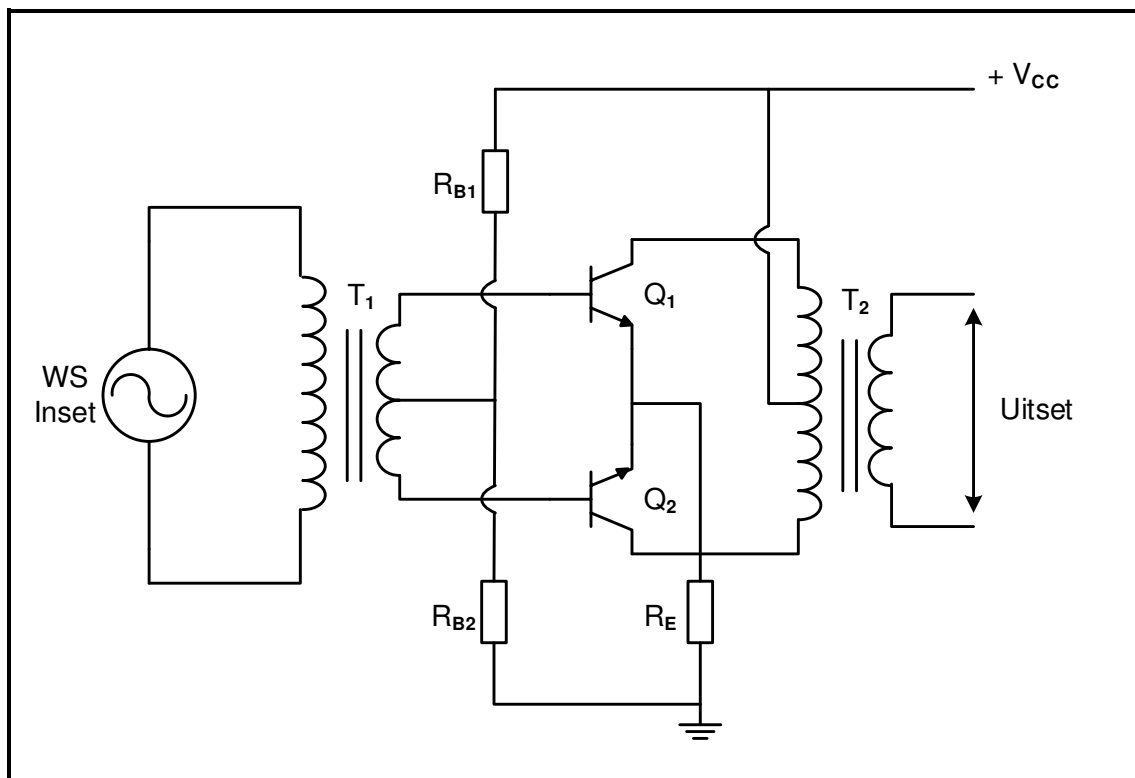 + V<sub>CC</sub>
R<sub>B1</sub>
T<sub>1</sub>
Q<sub>1</sub>
T<sub>2</sub>
WS
Inset
Uitset
Q<sub>2</sub>
R<sub>B2</sub>
R<sub>E</sub>